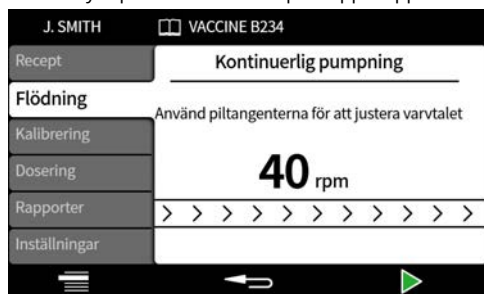 J. SMITH
VACCINE B234
Recept
Flödning
Kalibrering
Dosering
Rapporter
Inställningar
Kontinuerlig pumpning
Använd piltangenterna för att justera varvtalet
40 rpm
> > > > > > > > > > >